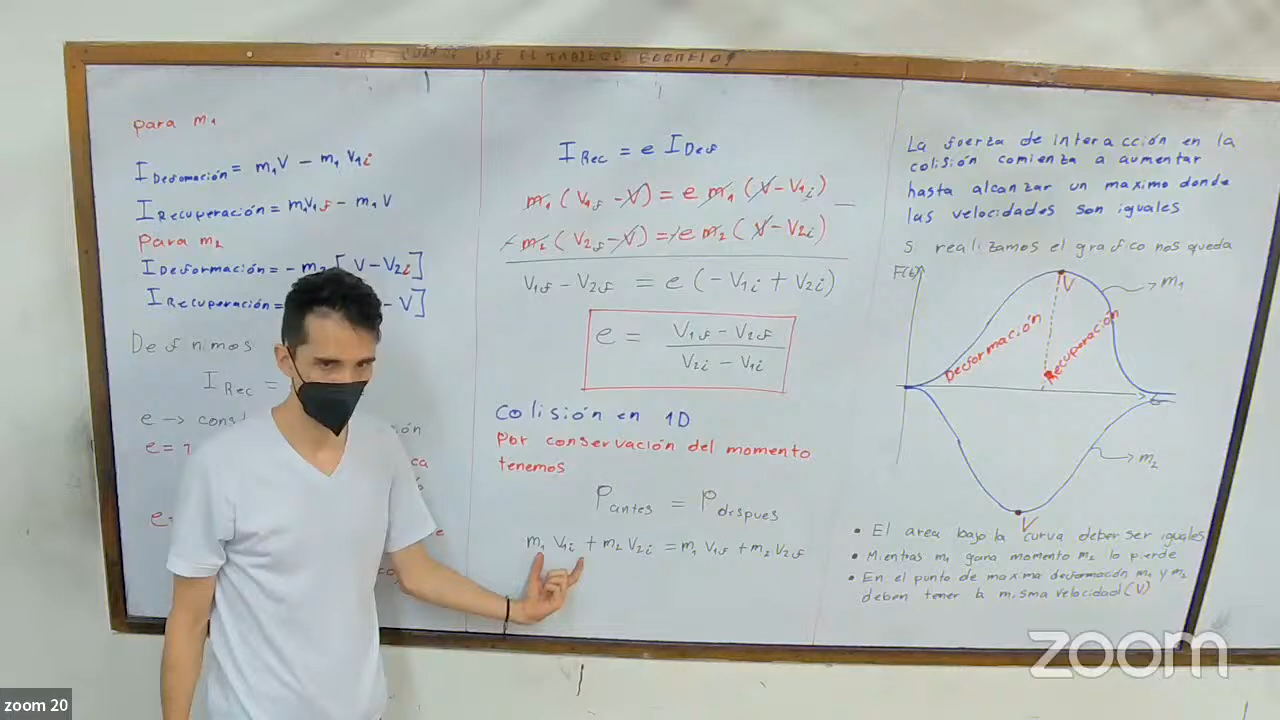 para m₁
I Deformación = m₁V − m₁ V₁i
I Recuperación = m₁V₁f − m₁ V
Para m₂
I Deformación = − m₂ [ V − V₂i ]
I Recuperación = − V ]
Definimos
I Rec =
e → const ón
e = 1 ca
e e
I Rec = e I Def
m₁ ( V₁f − V ) = e m₁ ( V − V₁i )
− m₂ ( V₂f − V ) = − e m₂ ( V − V₂i )
V₁f − V₂f = e ( − V₁i + V₂i )
e = V₁f − V₂f / V₂i − V₁i
Colisión en 1D
Por conservación del momento
tenemos
P antes = P despues
m₁ V₁i + m₂ V₂i = m₁ V₁f + m₂ V₂f
La fuerza de interacción en la
colisión comienza a aumentar
hasta alcanzar un maximo donde
las velocidades son iguales
S realizamos el grafico nos queda
F(t)
V
m₁
Deformación
Recuperación
t
m₂
V
• El area bajo la curva deber ser iguales
• Mientras m₁ gana momento m₂ lo pierde
• En el punto de maxima deformación m₁ y m₂
deben tener la misma velocidad (V)
zoom
zoom 20